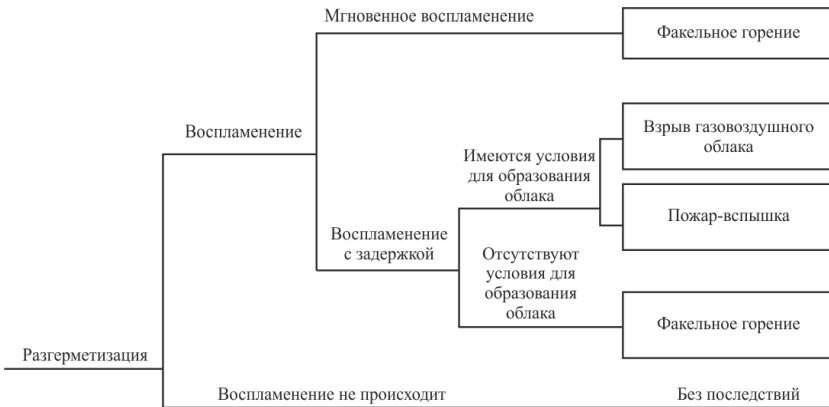 Мгновенное воспламенение
Факельное горение
Воспламенение
Взрыв газовоздушного
облака
Имеются условия
для образования
облака
Пожар-вспышка
Воспламенение
с задержкой
Отсутствуют
условия для
образования
облака
Факельное горение
Разгерметизация
Воспламенение не происходит
Без последствий